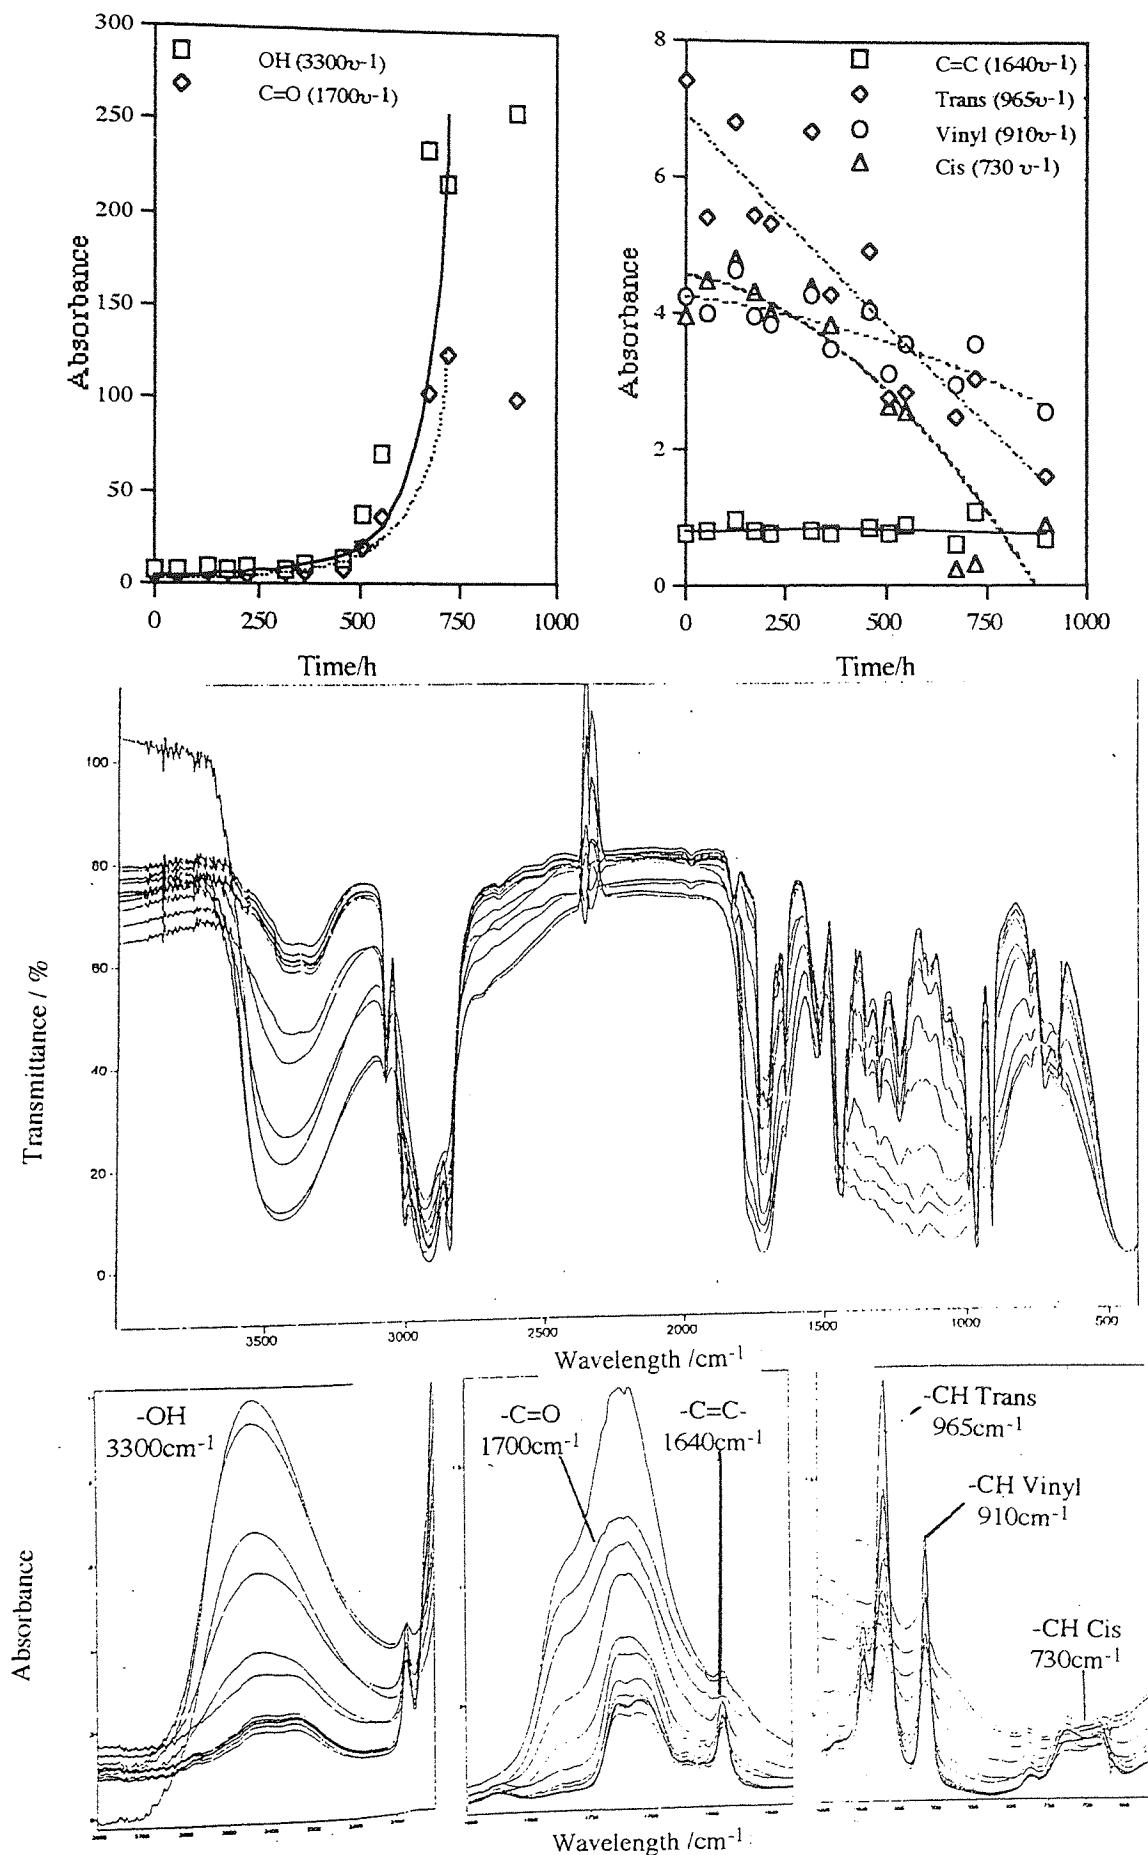 300
250
200
150
100
50
0
0
250
500
750
1000
Absorbance
Time/h
OH (3300υ-1)
C=O (1700υ-1)
8
6
4
2
0
0
250
500
750
1000
Absorbance
Time/h
C=C (1640υ-1)
Trans (965υ-1)
Vinyl (910υ-1)
Cis (730 υ-1)
100
80
60
40
20
0
Transmittance / %
3500
3000
2500
2000
1500
1000
500
Wavelength /cm-1
Absorbance
-OH
3300cm-1
-C=O
1700cm-1
-C=C-
1640cm-1
-CH Trans
965cm-1
-CH Vinyl
910cm-1
-CH Cis
730cm-1
Wavelength /cm-1